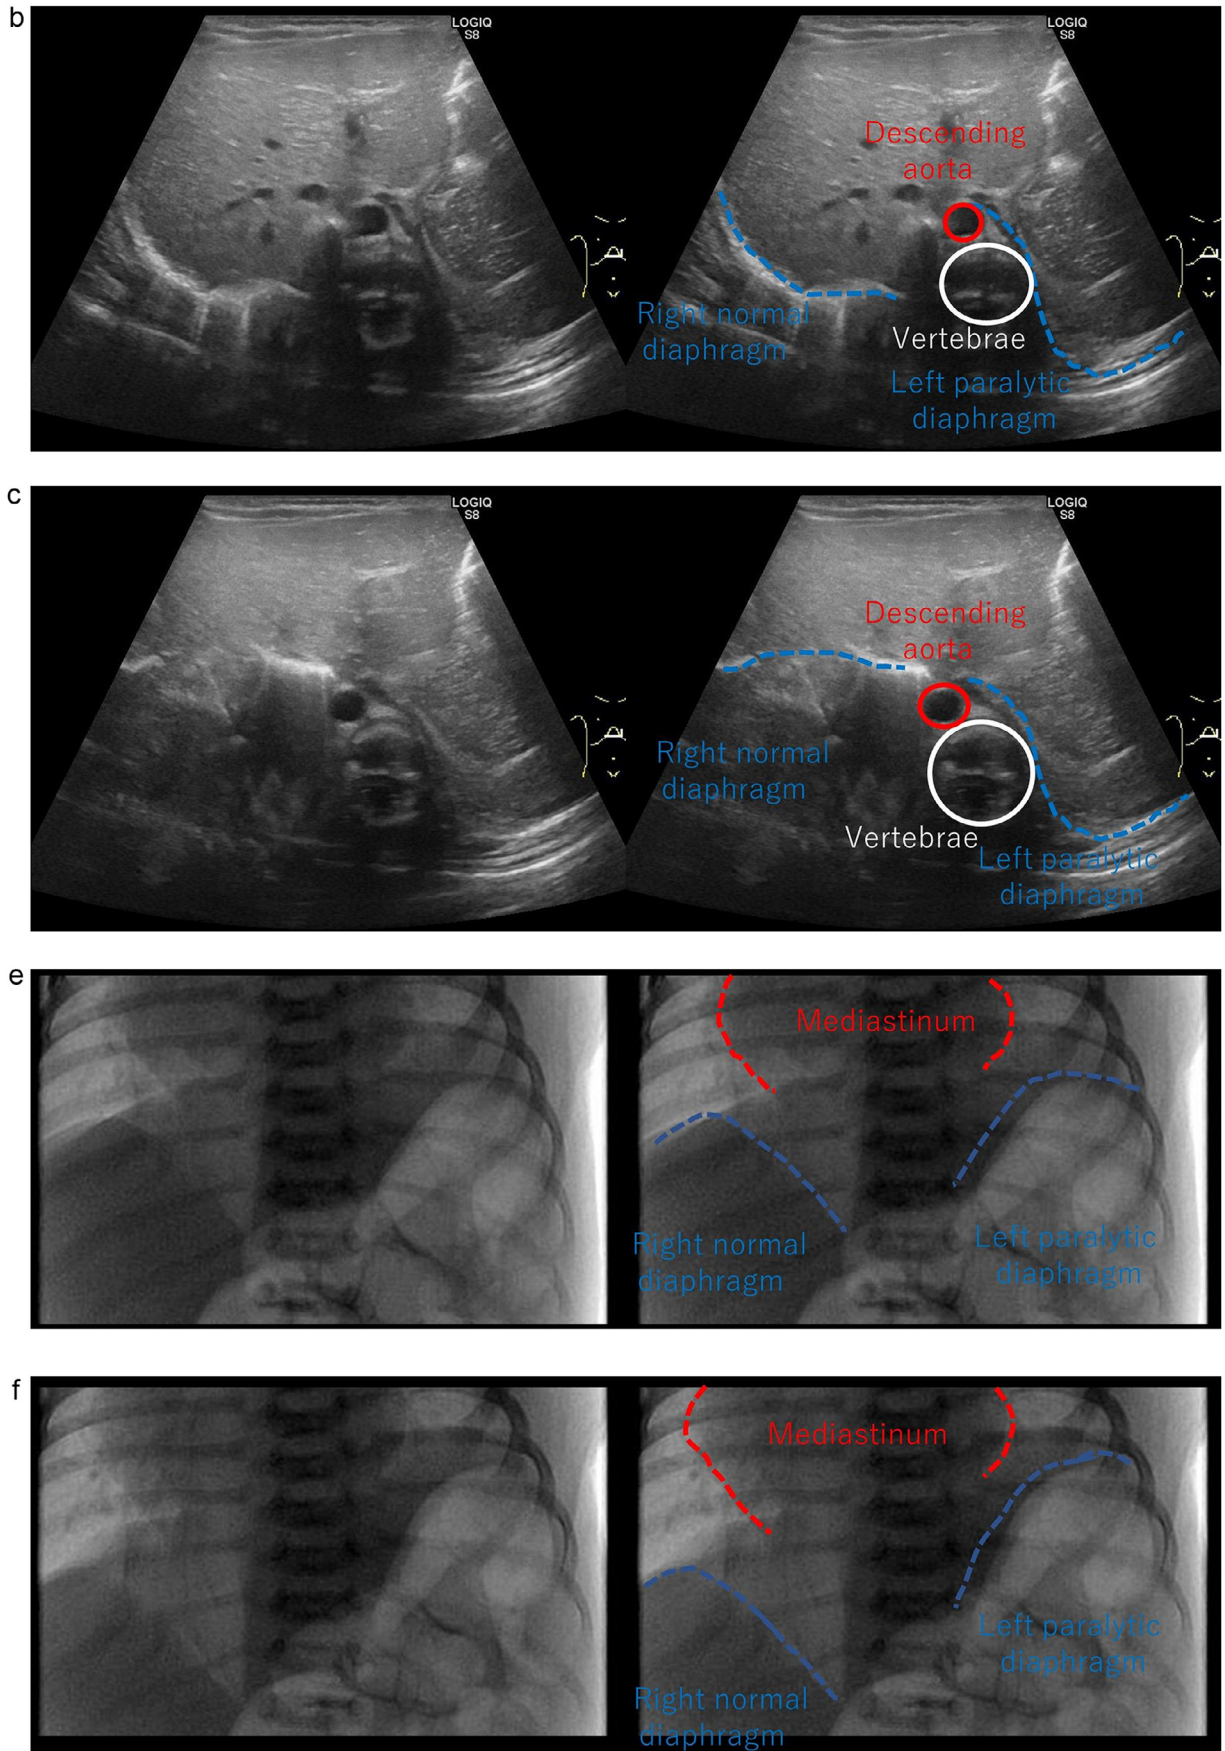 b
LOGIQ
S8
LOGIQ
S8
Descending
aorta
Right normal
diaphragm
Vertebrae
Left paralytic
diaphragm
c
LOGIQ
S8
LOGIQ
S8
Descending
aorta
Right normal
diaphragm
Vertebrae
Left paralytic
diaphragm
e
Mediastinum
Right normal
diaphragm
Left paralytic
diaphragm
f
Mediastinum
Left paralytic
diaphragm
Right normal
diaphragm